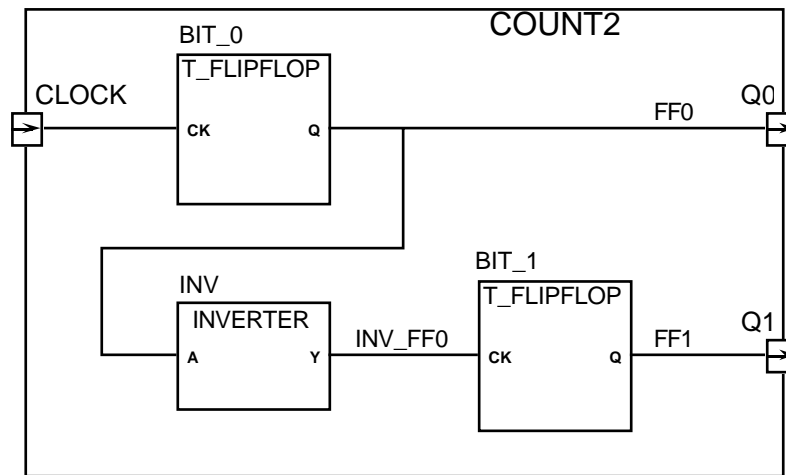 COUNT2
BIT_0
T_FLIPFLOP
CLOCK
CK
Q
FF0
Q0
INV
INVERTER
A
Y
INV_FF0
BIT_1
T_FLIPFLOP
CK
Q
FF1
Q1